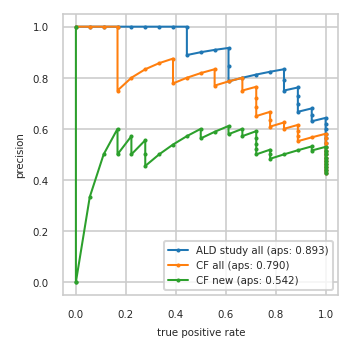 1.0
0.8
0.6
0.4
0.2
0.0
precision
ALD study all (aps: 0.893)
CF all (aps: 0.790)
CF new (aps: 0.542)
0.0 0.2 0.4 0.6 0.8 1.0
true positive rate